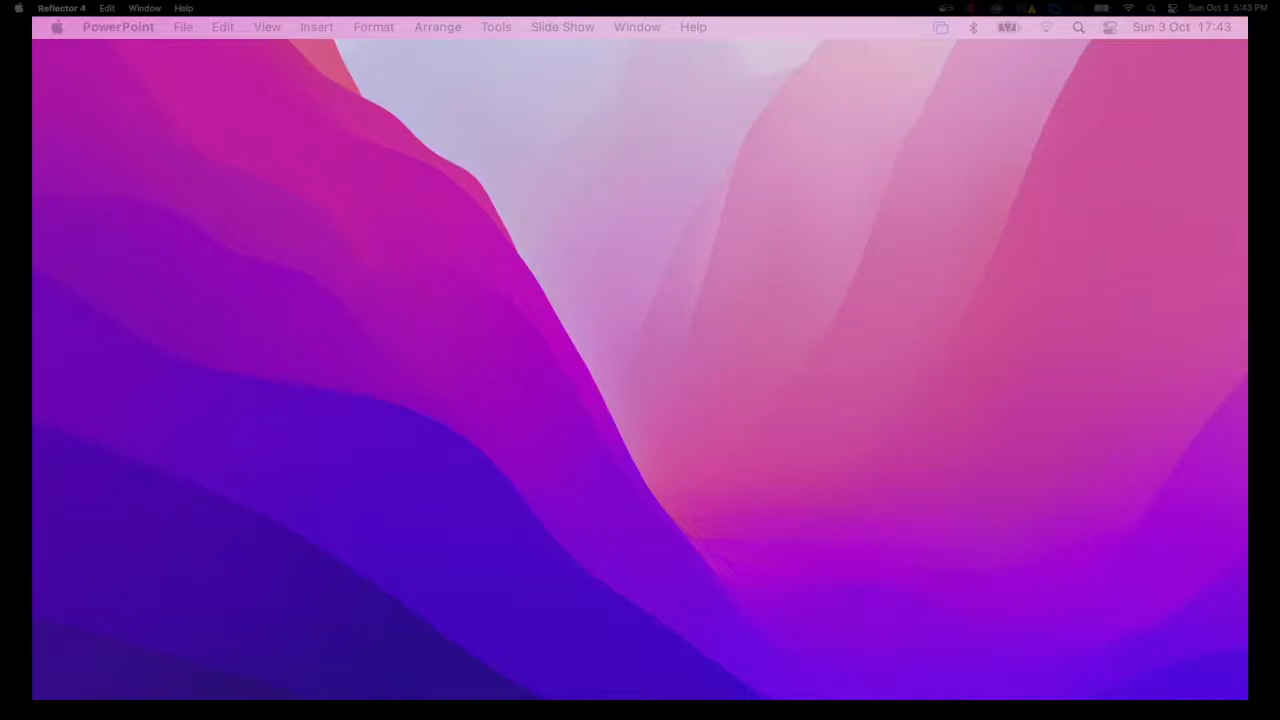 Reflector 4 Edit Window Help Sun Oct 3 5:43 PM
PowerPoint File Edit View Insert Format Arrange Tools Slide Show Window Help Sun 3 Oct 17:43